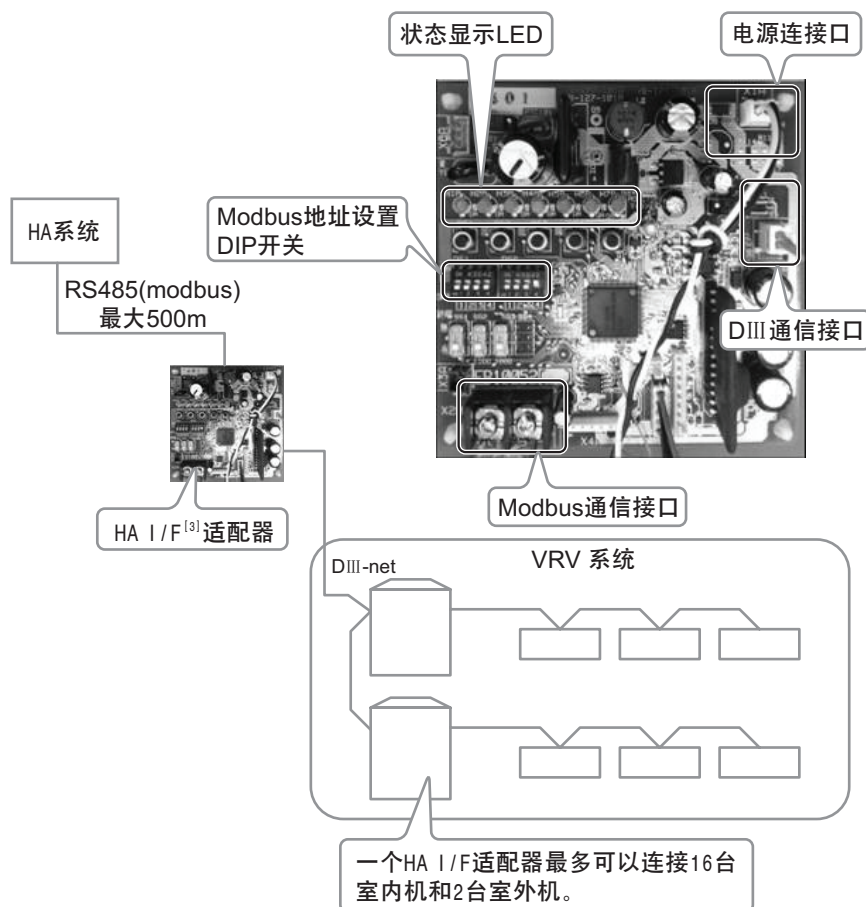 状态显示LED
电源连接口
Modbus地址设置
DIP开关
HA系统
RS485(modbus)
最大500m
DⅢ通信接口
Modbus通信接口
HA I/F[3]适配器
DⅢ-net
VRV 系统
一个HA I/F适配器最多可以连接16台
室内机和2台室外机。